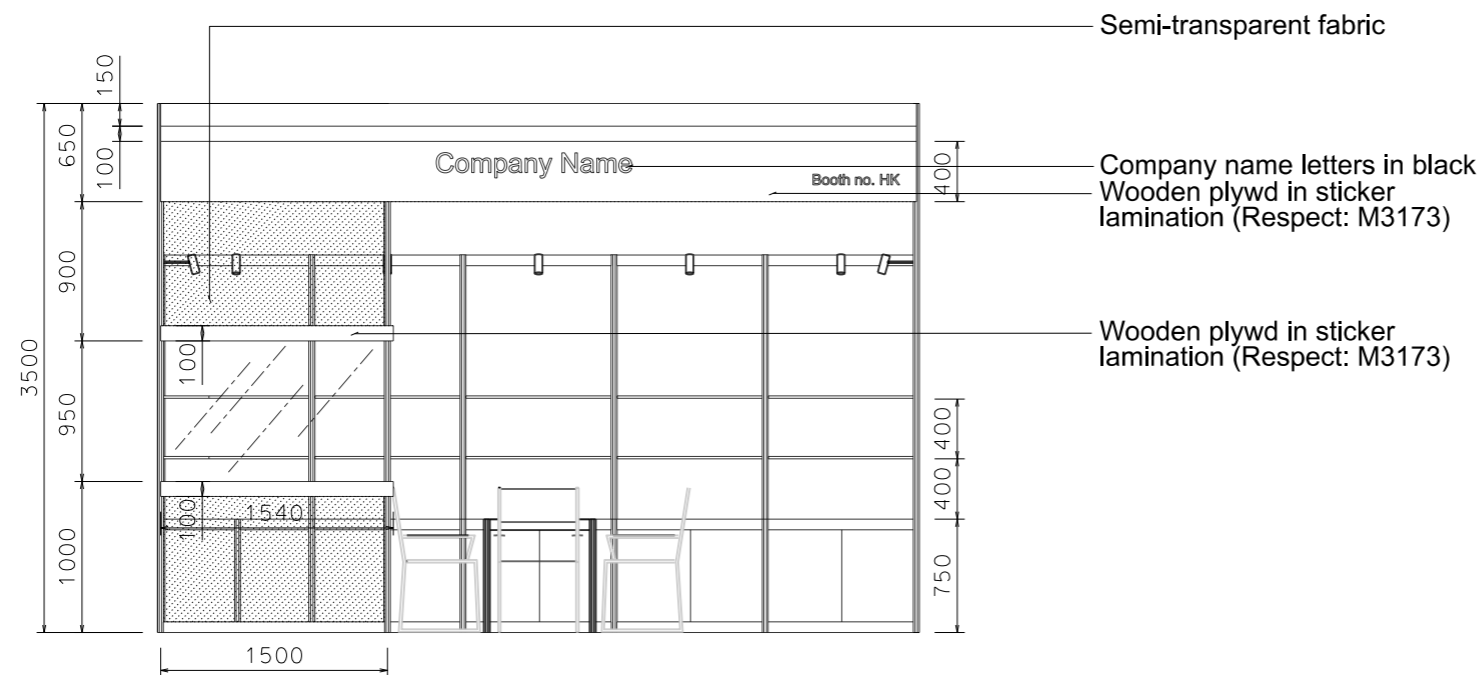 Semi-transparent fabric
150
650
100
Company Name
Booth no. HK
400
Company name letters in black
Wooden plywd in sticker
lamination (Respect: M3173)
900
3500
100
Wooden plywd in sticker
lamination (Respect: M3173)
950
400
400
100
1540
1000
750
1500